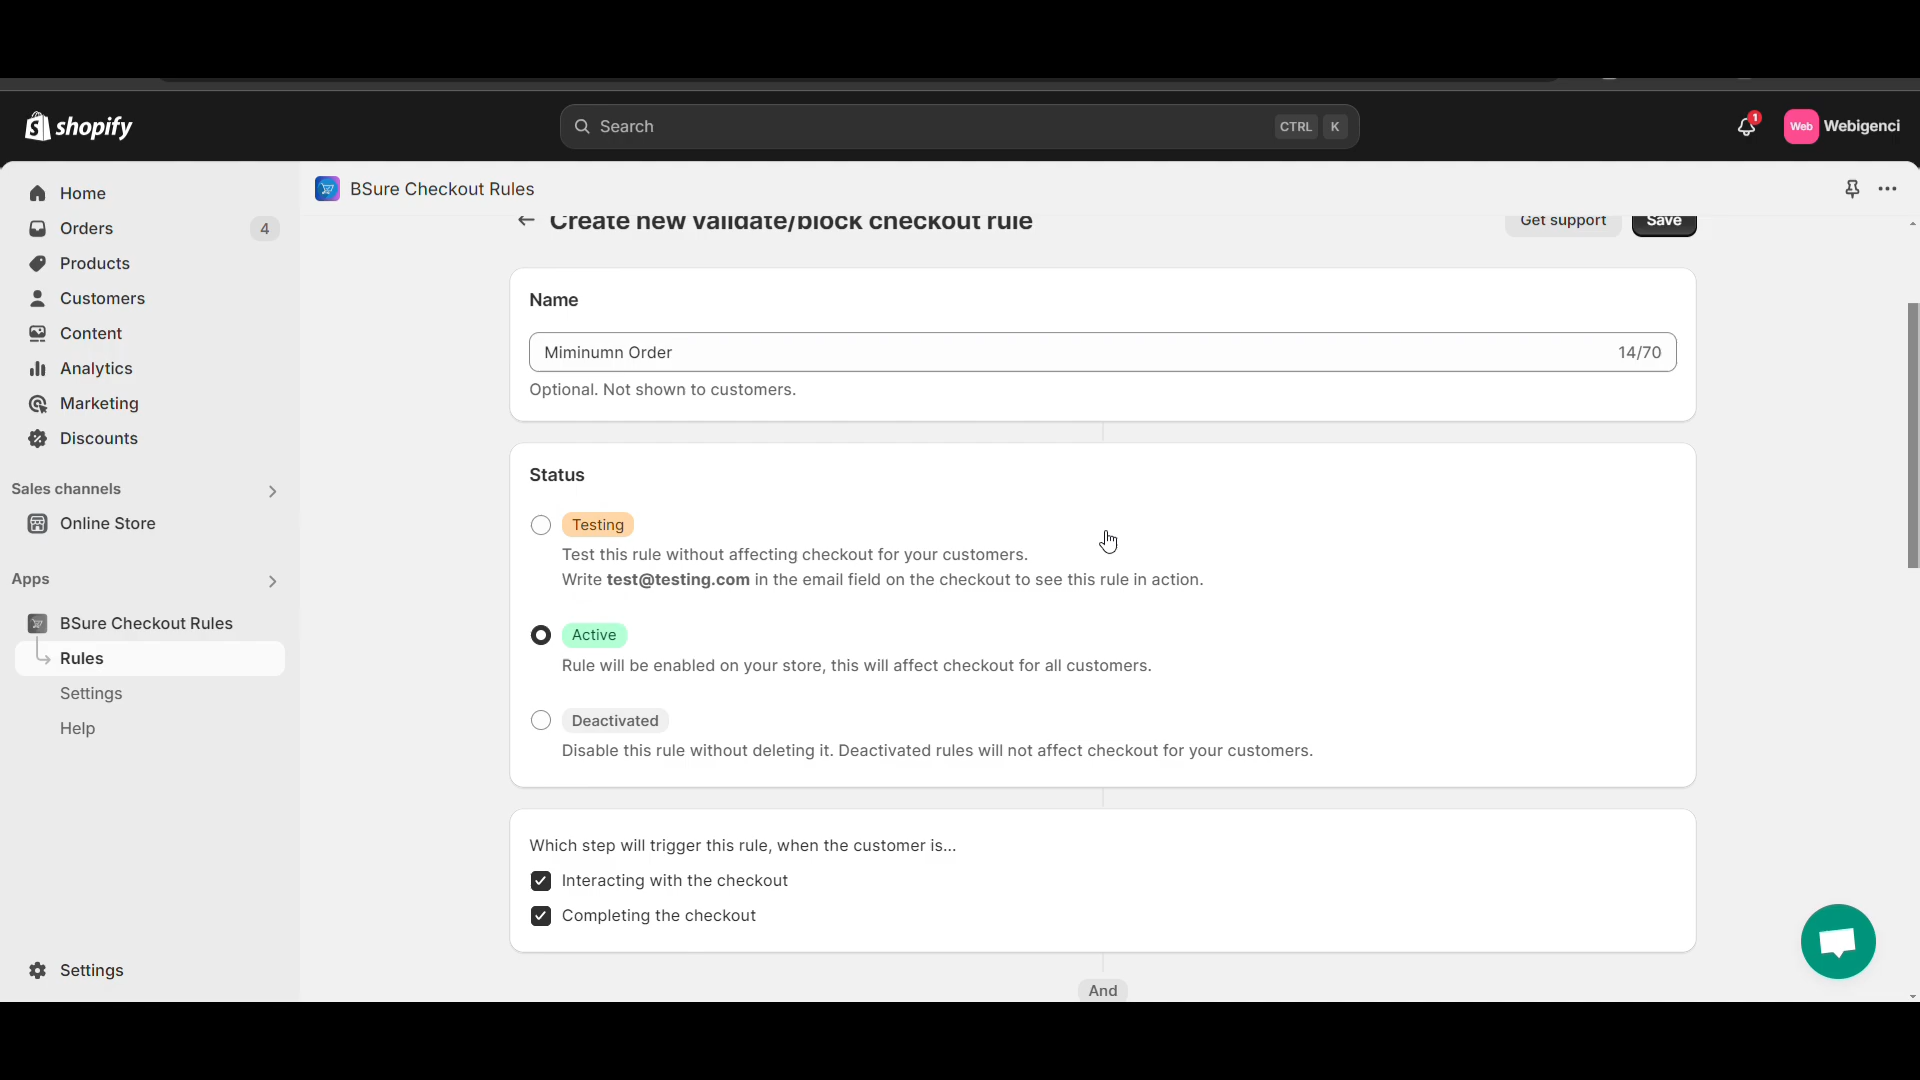 shopify
Search
CTRL K
1
Web
Webigenci
Home
Orders
4
Products
Customers
Content
Analytics
Marketing
Discounts
Sales channels
Online Store
Apps
BSure Checkout Rules
Rules
Settings
Help
Settings
BSure Checkout Rules
Create new validate/block checkout rule
Get support
Save
Name
Miminumn Order
14/70
Optional. Not shown to customers.
Status
Testing
Test this rule without affecting checkout for your customers.
Write test@testing.com in the email field on the checkout to see this rule in action.
Active
Rule will be enabled on your store, this will affect checkout for all customers.
Deactivated
Disable this rule without deleting it. Deactivated rules will not affect checkout for your customers.
Which step will trigger this rule, when the customer is...
Interacting with the checkout
Completing the checkout
And